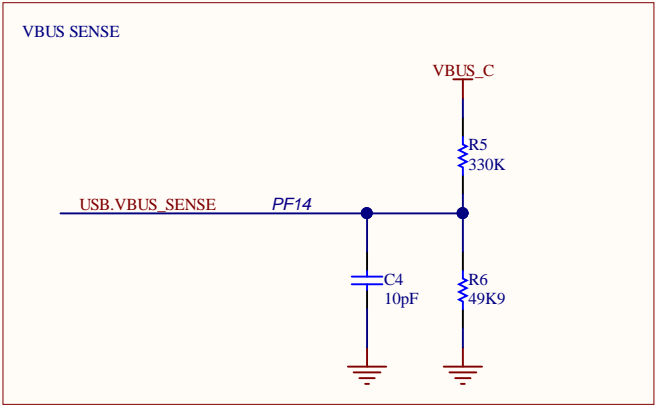 VBUS SENSE
VBUS_C
R5
330K
USB.VBUS_SENSE PF14
C4
10pF
R6
49K9